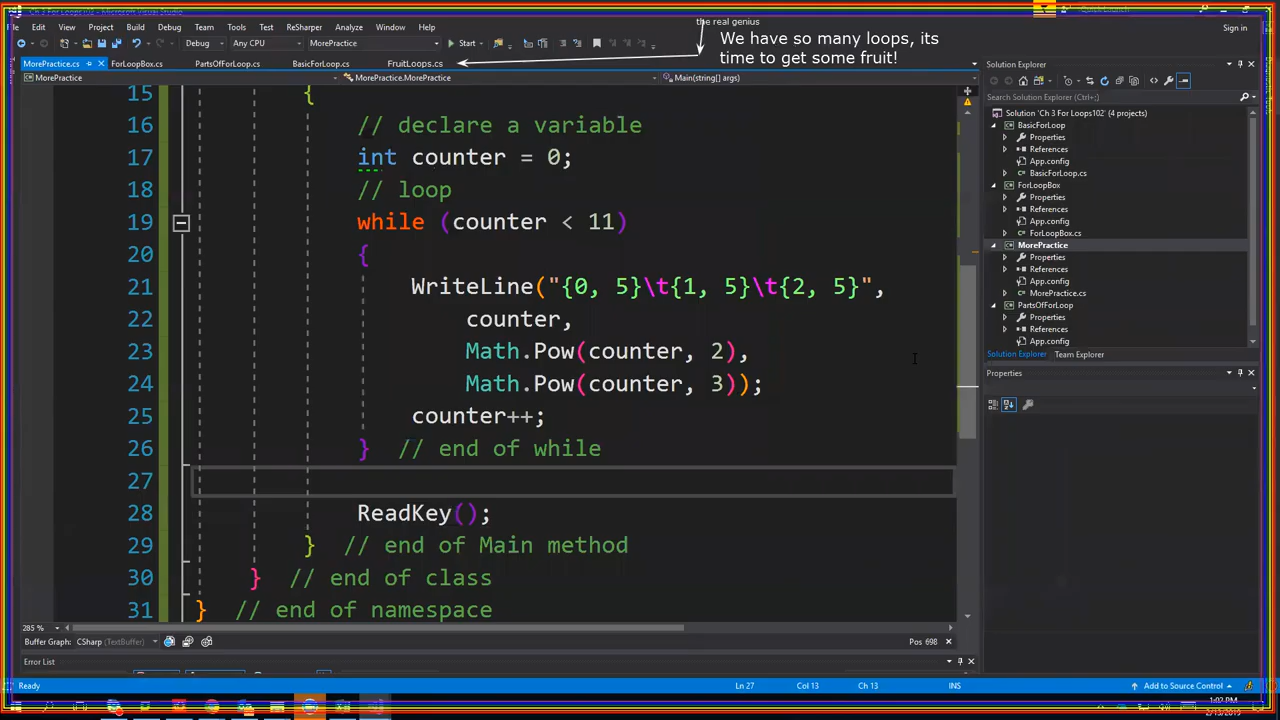 the real genius
We have so many loops, its
time to get some fruit!
File Edit View Project Build Debug Team Tools Test ReSharper Analyze Window Help
Sign in
Debug Any CPU MorePractice Start
MorePractice.cs ForLoopBox.cs PartsOfForLoop.cs BasicForLoop.cs FruitLoops.cs
MorePractice MorePractice.MorePractice Main(string[] args)
15 {
16 // declare a variable
17 int counter = 0;
18 // loop
19 while (counter < 11)
20 {
21 WriteLine("{0, 5}\t{1, 5}\t{2, 5}",
22 counter,
23 Math.Pow(counter, 2),
24 Math.Pow(counter, 3));
25 counter++;
26 } // end of while
27
28 ReadKey();
29 } // end of Main method
30 } // end of class
31 } // end of namespace
285 %
Buffer Graph: CSharp (TextBuffer) Pos 698
Error List
Ready Ln 27 Col 13 Ch 13 INS Add to Source Control
Solution Explorer
Search Solution Explorer (Ctrl+;)
Solution 'Ch 3 For Loops102' (4 projects)
BasicForLoop
Properties
References
App.config
BasicForLoop.cs
ForLoopBox
Properties
References
App.config
ForLoopBox.cs
MorePractice
Properties
References
App.config
MorePractice.cs
PartsOfForLoop
Properties
References
App.config
Solution Explorer Team Explorer
Properties
1:02 PM